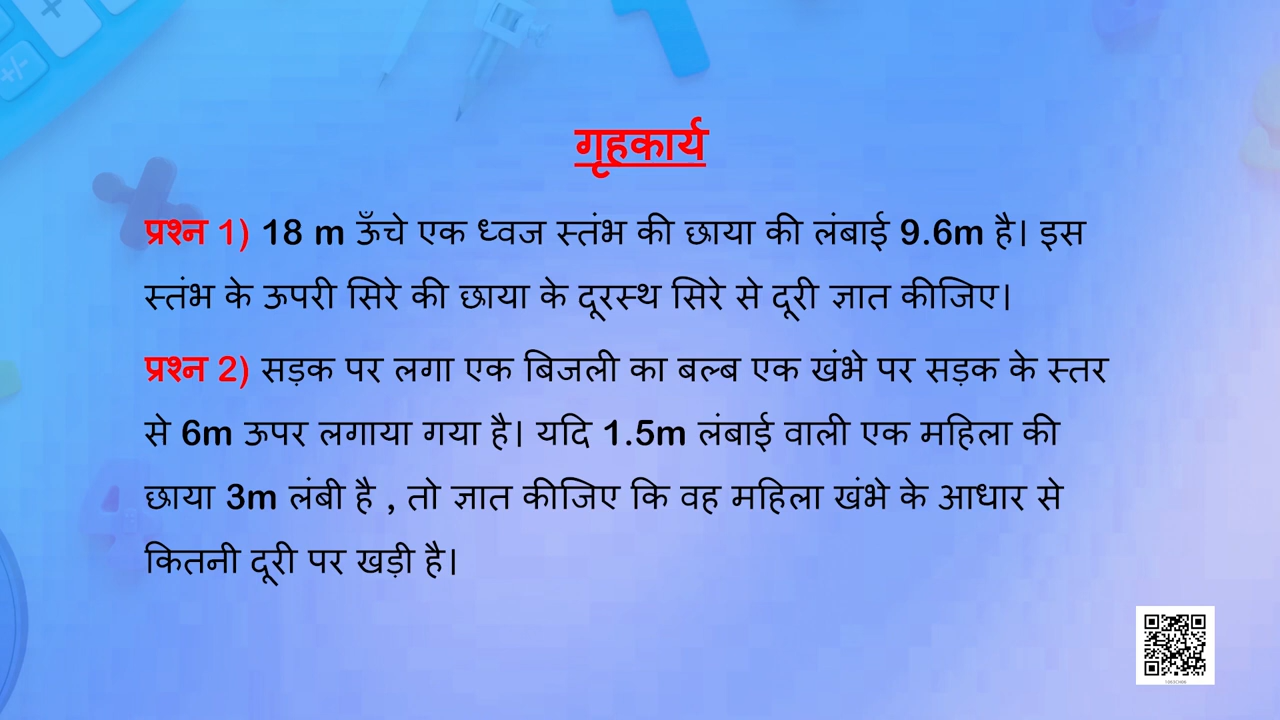 गृहकार्य
प्रश्न 1) 18 m ऊँचे एक ध्वज स्तंभ की छाया की लंबाई 9.6m है। इस
स्तंभ के ऊपरी सिरे की छाया के दूरस्थ सिरे से दूरी ज्ञात कीजिए।
प्रश्न 2) सड़क पर लगा एक बिजली का बल्ब एक खंभे पर सड़क के स्तर
से 6m ऊपर लगाया गया है। यदि 1.5m लंबाई वाली एक महिला की
छाया 3m लंबी है , तो ज्ञात कीजिए कि वह महिला खंभे के आधार से
कितनी दूरी पर खड़ी है।